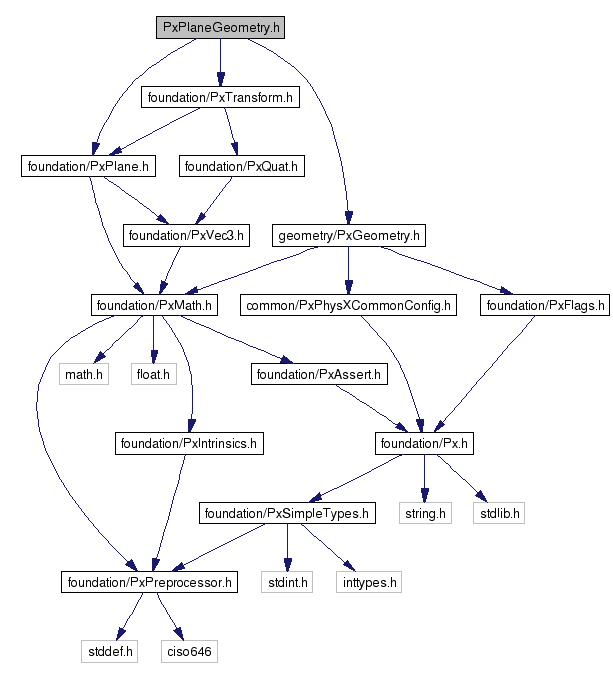 PxPlaneGeometry.h
foundation/PxTransform.h
foundation/PxPlane.h
foundation/PxQuat.h
foundation/PxVec3.h
geometry/PxGeometry.h
foundation/PxMath.h
common/PxPhysXCommonConfig.h
foundation/PxFlags.h
math.h
float.h
foundation/PxAssert.h
foundation/PxIntrinsics.h
foundation/Px.h
foundation/PxSimpleTypes.h
string.h
stdlib.h
foundation/PxPreprocessor.h
stdint.h
inttypes.h
stddef.h
ciso646